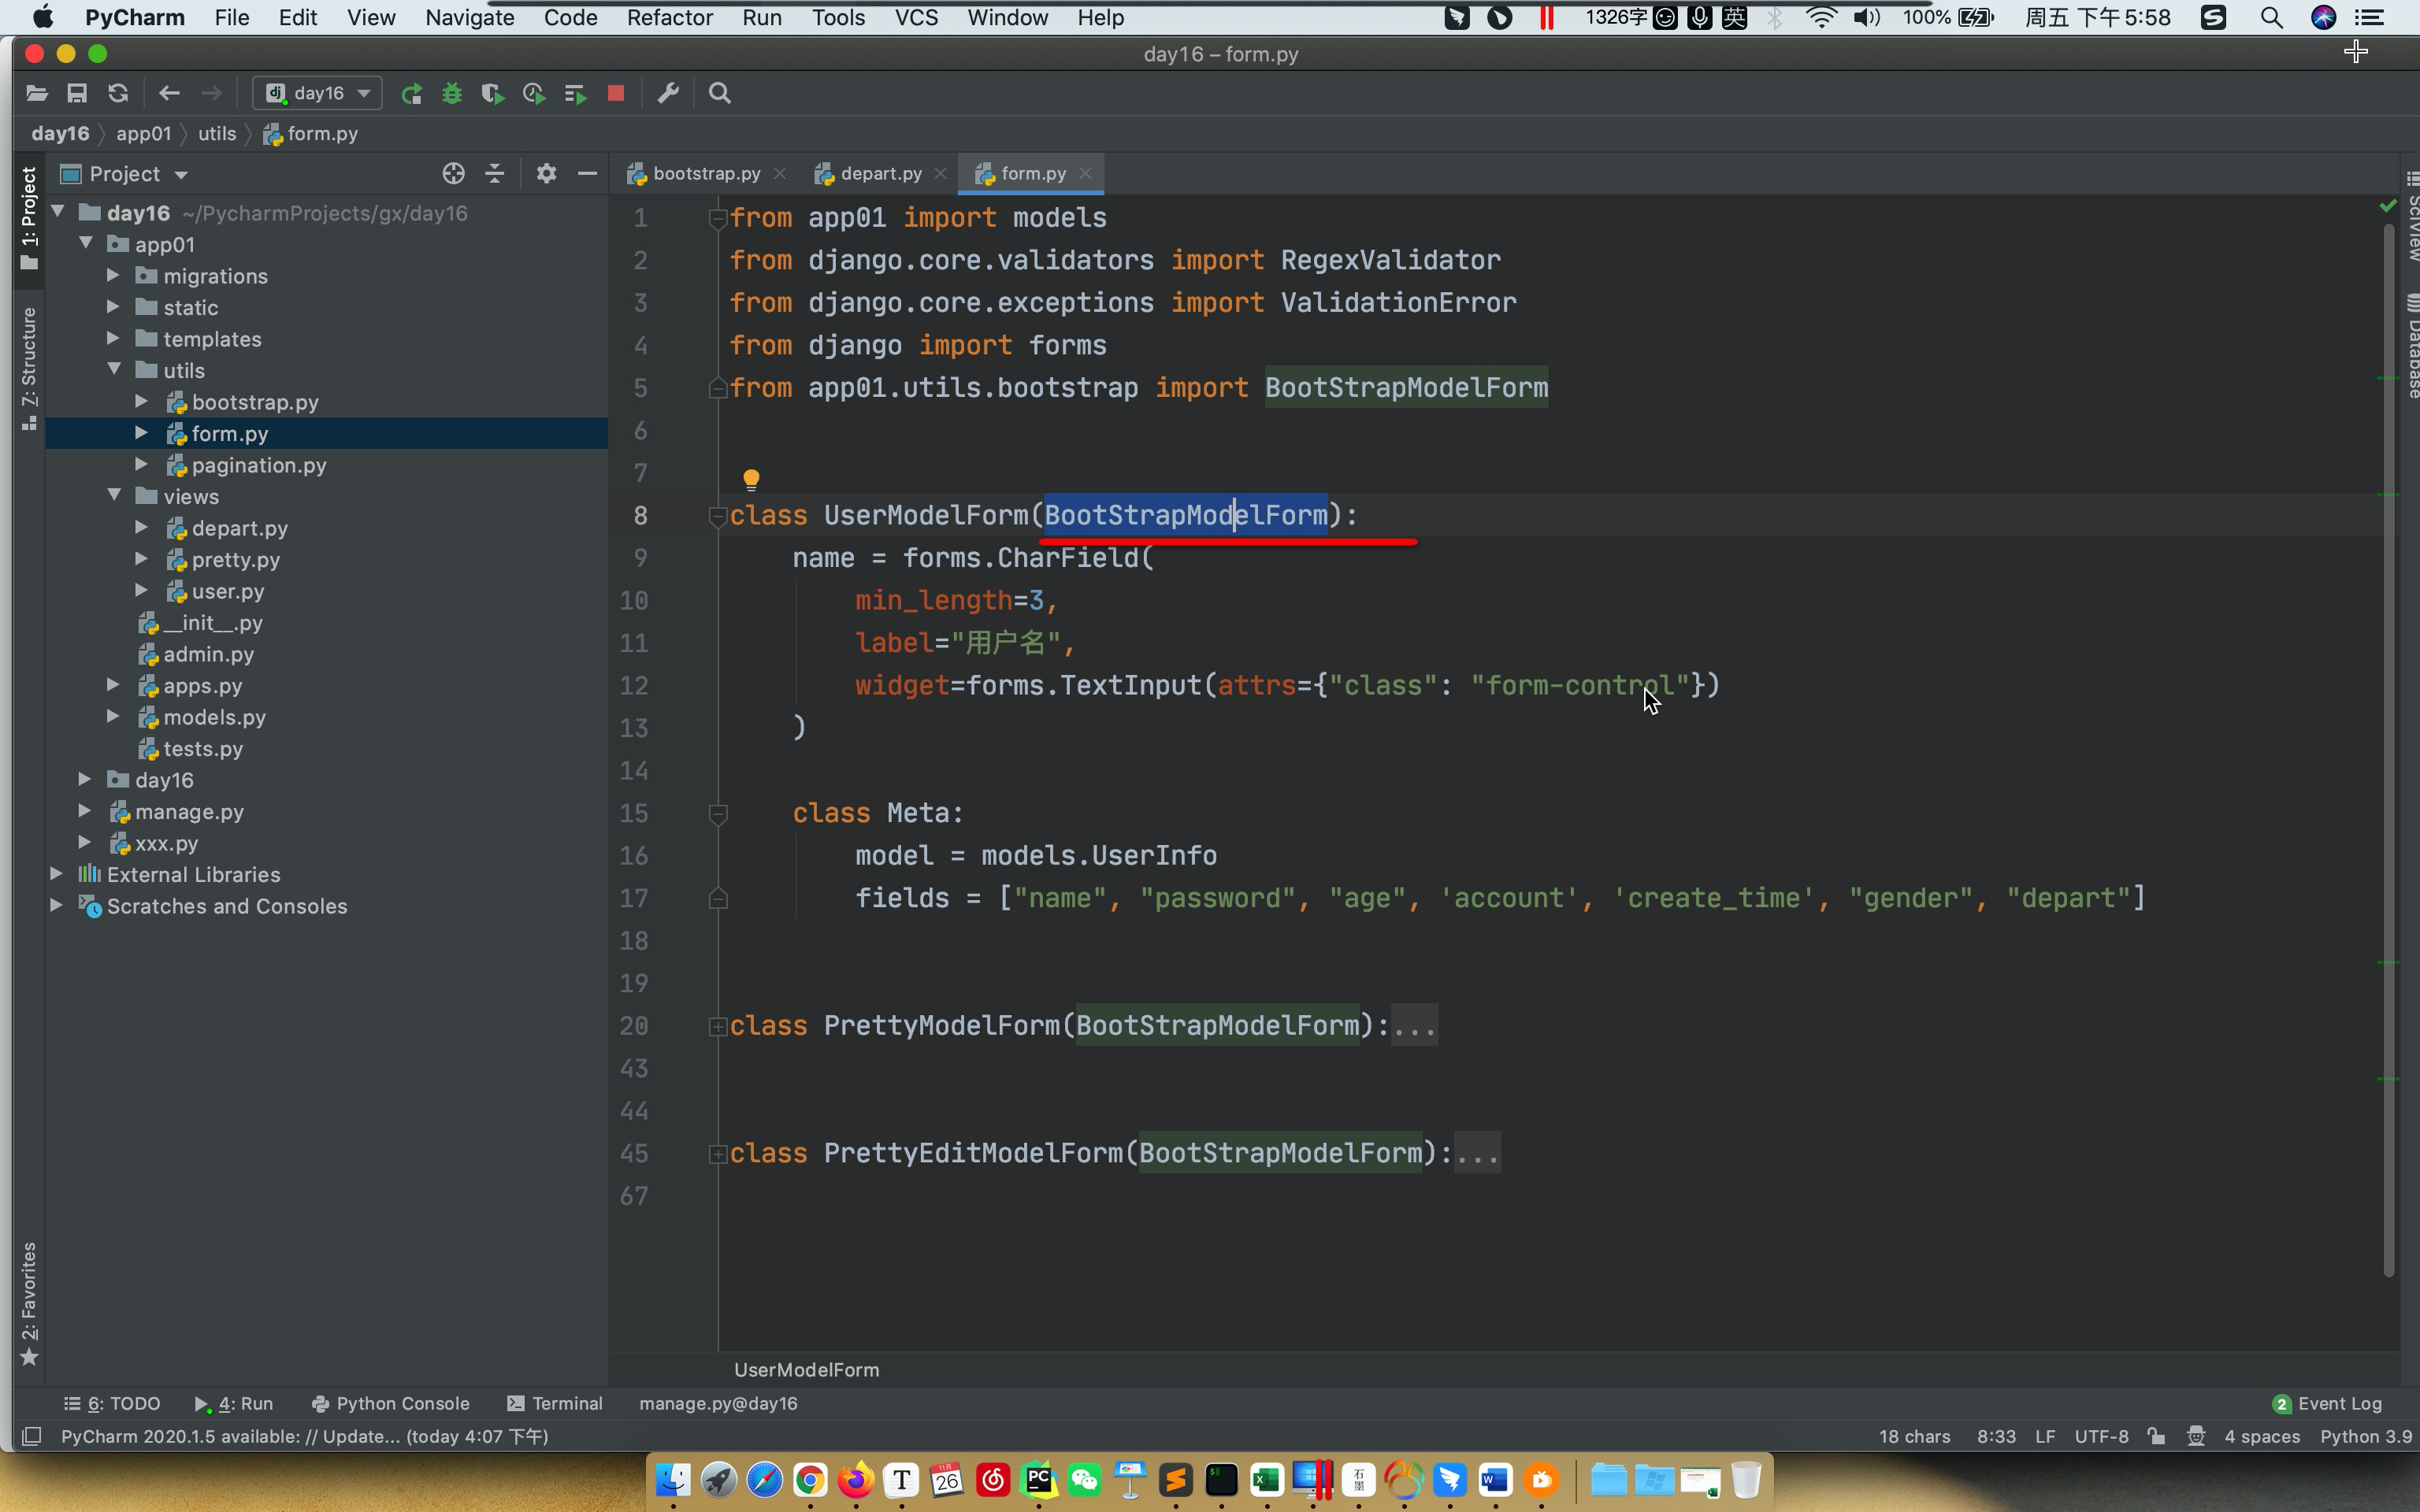 PyCharm File Edit View Navigate Code Refactor Run Tools VCS Window Help 1326字 英 100% 周五 下午5:58
day16 – form.py
day16
day16 app01 utils form.py
1: Project
7: Structure
2: Favorites
Project
day16 ~/PycharmProjects/gx/day16
app01
migrations
static
templates
utils
bootstrap.py
form.py
pagination.py
views
depart.py
pretty.py
user.py
__init__.py
admin.py
apps.py
models.py
tests.py
day16
manage.py
xxx.py
External Libraries
Scratches and Consoles
bootstrap.py depart.py form.py
1 from app01 import models
2 from django.core.validators import RegexValidator
3 from django.core.exceptions import ValidationError
4 from django import forms
5 from app01.utils.bootstrap import BootStrapModelForm
6
7
8 class UserModelForm(BootStrapModelForm):
9 name = forms.CharField(
10 min_length=3,
11 label="用户名",
12 widget=forms.TextInput(attrs={"class": "form-control"})
13 )
14
15 class Meta:
16 model = models.UserInfo
17 fields = ["name", "password", "age", 'account', 'create_time', "gender", "depart"]
18
19
20 class PrettyModelForm(BootStrapModelForm):...
43
44
45 class PrettyEditModelForm(BootStrapModelForm):...
67
SciView
Database
UserModelForm
6: TODO 4: Run Python Console Terminal manage.py@day16 2 Event Log
PyCharm 2020.1.5 available: // Update... (today 4:07 下午) 18 chars 8:33 LF UTF-8 4 spaces Python 3.9
T 11月 26 PC 石墨 W